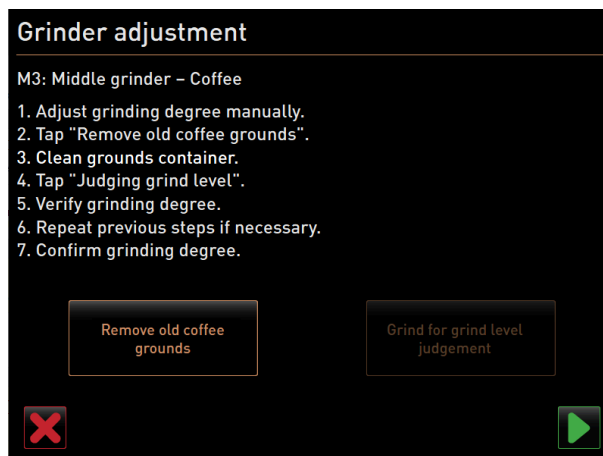 Grinder adjustment
M3: Middle grinder – Coffee
1. Adjust grinding degree manually.
2. Tap "Remove old coffee grounds".
3. Clean grounds container.
4. Tap "Judging grind level".
5. Verify grinding degree.
6. Repeat previous steps if necessary.
7. Confirm grinding degree.
Remove old coffee
grounds
Grind for grind level
judgement